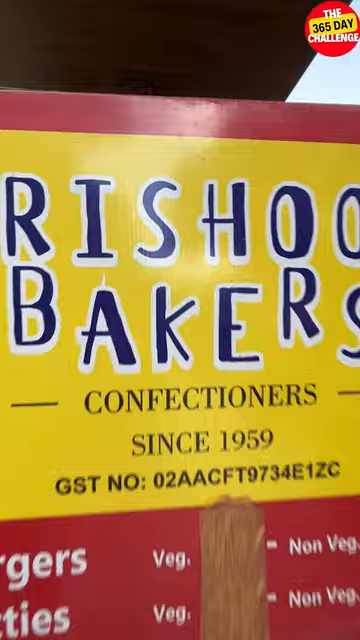 THE
365 DAY
CHALLENGE
RISHOO
BAKERS
CONFECTIONERS
SINCE 1959
GST NO: 02AACFT9734E1ZC
rgers Veg. - Non Veg.
tties Veg. - Non Veg.